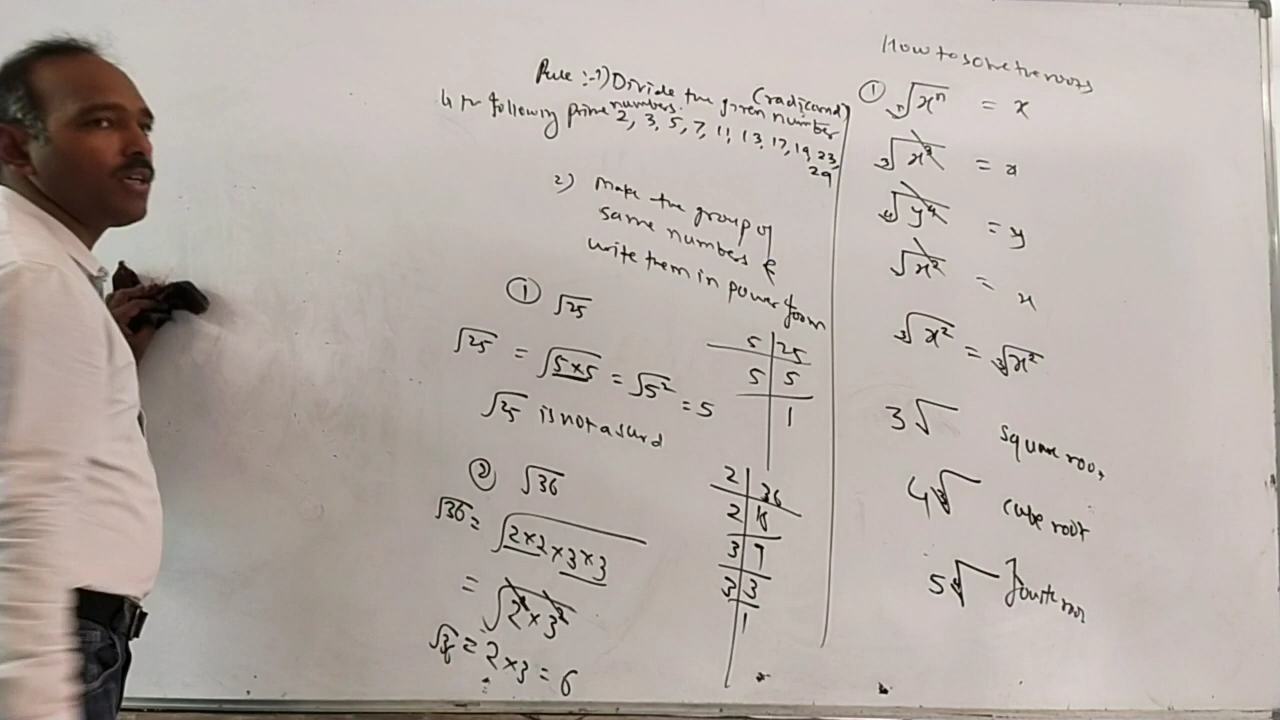 Rule :- 1) Divide the given number (radicand)
by the following prime numbers.
2, 3, 5, 7, 11, 13, 17, 19, 23,
29
2) Make the group of
same numbers &
write them in power form
① √25
√25 = √5×5 = √5² = 5
√25 is not a surd
5 | 25
5 | 5
1
② √36
√36 = √2×2×3×3
= √2²×3²
√36 = 2×3 = 6
2 | 36
2 | 18
3 | 9
3 | 3
1
How to solve the roots
① ⁿ√xⁿ = x
³√x³ = x
⁴√y⁴ = y
√x² = x
³√x² = ³√x²
3√ square root
4∛ cube root
5∜ fourth root